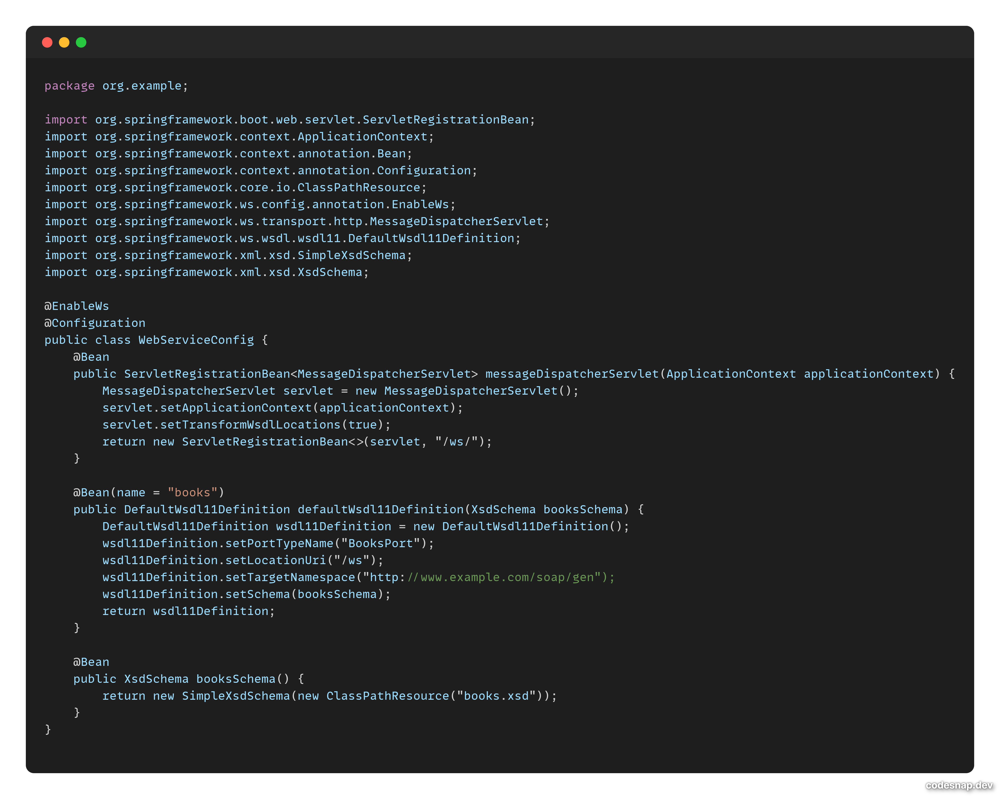 package org.example;

import org.springframework.boot.web.servlet.ServletRegistrationBean;
import org.springframework.context.ApplicationContext;
import org.springframework.context.annotation.Bean;
import org.springframework.context.annotation.Configuration;
import org.springframework.core.io.ClassPathResource;
import org.springframework.ws.config.annotation.EnableWs;
import org.springframework.ws.transport.http.MessageDispatcherServlet;
import org.springframework.ws.wsdl.wsdl11.DefaultWsdl11Definition;
import org.springframework.xml.xsd.SimpleXsdSchema;
import org.springframework.xml.xsd.XsdSchema;

@EnableWs
@Configuration
public class WebServiceConfig {
    @Bean
    public ServletRegistrationBean<MessageDispatcherServlet> messageDispatcherServlet(ApplicationContext applicationContext) {
        MessageDispatcherServlet servlet = new MessageDispatcherServlet();
        servlet.setApplicationContext(applicationContext);
        servlet.setTransformWsdlLocations(true);
        return new ServletRegistrationBean<>(servlet, "/ws/");
    }

    @Bean(name = "books")
    public DefaultWsdl11Definition defaultWsdl11Definition(XsdSchema booksSchema) {
        DefaultWsdl11Definition wsdl11Definition = new DefaultWsdl11Definition();
        wsdl11Definition.setPortTypeName("BooksPort");
        wsdl11Definition.setLocationUri("/ws");
        wsdl11Definition.setTargetNamespace("http://www.example.com/soap/gen");
        wsdl11Definition.setSchema(booksSchema);
        return wsdl11Definition;
    }

    @Bean
    public XsdSchema booksSchema() {
        return new SimpleXsdSchema(new ClassPathResource("books.xsd"));
    }
}
codesnap.dev